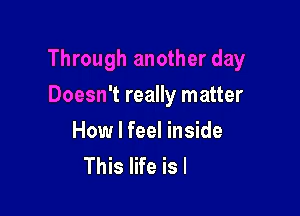 Through another day
Doesn't really matter
How I feel inside
This life is l